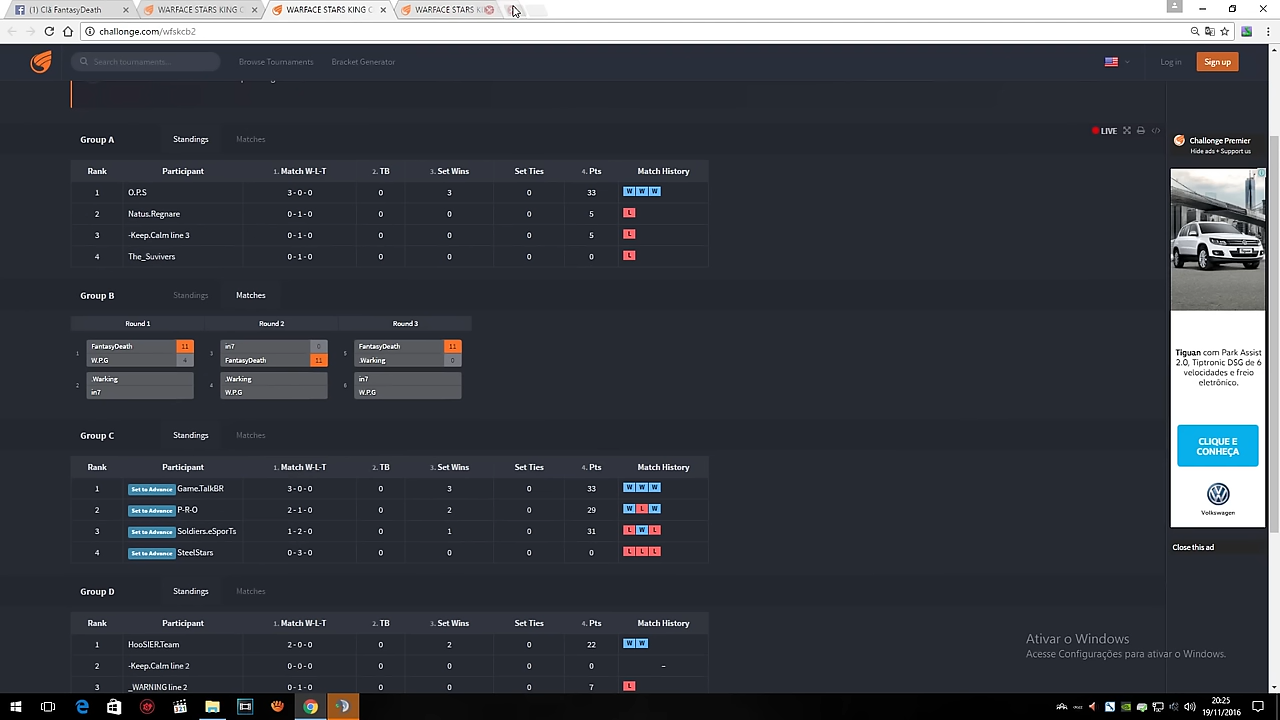 (1) Clã FantasyDeath
WARFACE STARS KING C
WARFACE STARS KING C
WARFACE STARS KI
challonge.com/wfskcb2
Search tournaments...
Browse Tournaments
Bracket Generator
Log in
Sign up
Group A
Standings
Matches
LIVE
Rank Participant 1. Match W-L-T 2. TB 3. Set Wins Set Ties 4. Pts Match History
1 O.P.S 3 - 0 - 0 0 3 0 33 W W W
2 Natus.Regnare 0 - 1 - 0 0 0 0 5 L
3 -Keep.Calm line 3 0 - 1 - 0 0 0 0 5 L
4 The_Suvivers 0 - 1 - 0 0 0 0 0 L
Group B
Standings
Matches
Round 1 Round 2 Round 3
1 FantasyDeath 11
W.P.G 4
3 in7 0
FantasyDeath 11
5 FantasyDeath 11
.Warking 0
2 .Warking
in7
4 .Warking
W.P.G
6 in7
W.P.G
Group C
Standings
Matches
Rank Participant 1. Match W-L-T 2. TB 3. Set Wins Set Ties 4. Pts Match History
1 Set to Advance Game.TalkBR 3 - 0 - 0 0 3 0 33 W W W
2 Set to Advance P-R-O 2 - 1 - 0 0 2 0 29 W L W
3 Set to Advance Soldiers.eSporTs 1 - 2 - 0 0 1 0 31 L W L
4 Set to Advance SteelStars 0 - 3 - 0 0 0 0 0 L L L
Group D
Standings
Matches
Rank Participant 1. Match W-L-T 2. TB 3. Set Wins Set Ties 4. Pts Match History
1 HooSIER.Team 2 - 0 - 0 0 2 0 22 W W
2 -Keep.Calm line 2 0 - 0 - 0 0 0 0 0 –
3 _WARNING line 2 0 - 1 - 0 0 0 0 7 L
Challonge Premier
Hide ads + Support us
Tiguan com Park Assist
2.0, Tiptronic DSG de 6
velocidades e freio
eletrônico.
CLIQUE E
CONHEÇA
Volkswagen
Close this ad
Ativar o Windows
Acesse Configurações para ativar o Windows.
20:25
19/11/2016